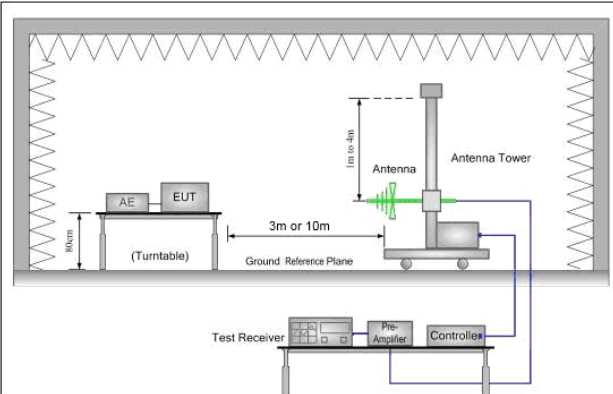 1m to 4m
Antenna
Antenna Tower
AE
EUT
80cm
(Turntable)
3m or 10m
Ground Reference Plane
Test Receiver
Pre-
Amplifier
Controlle